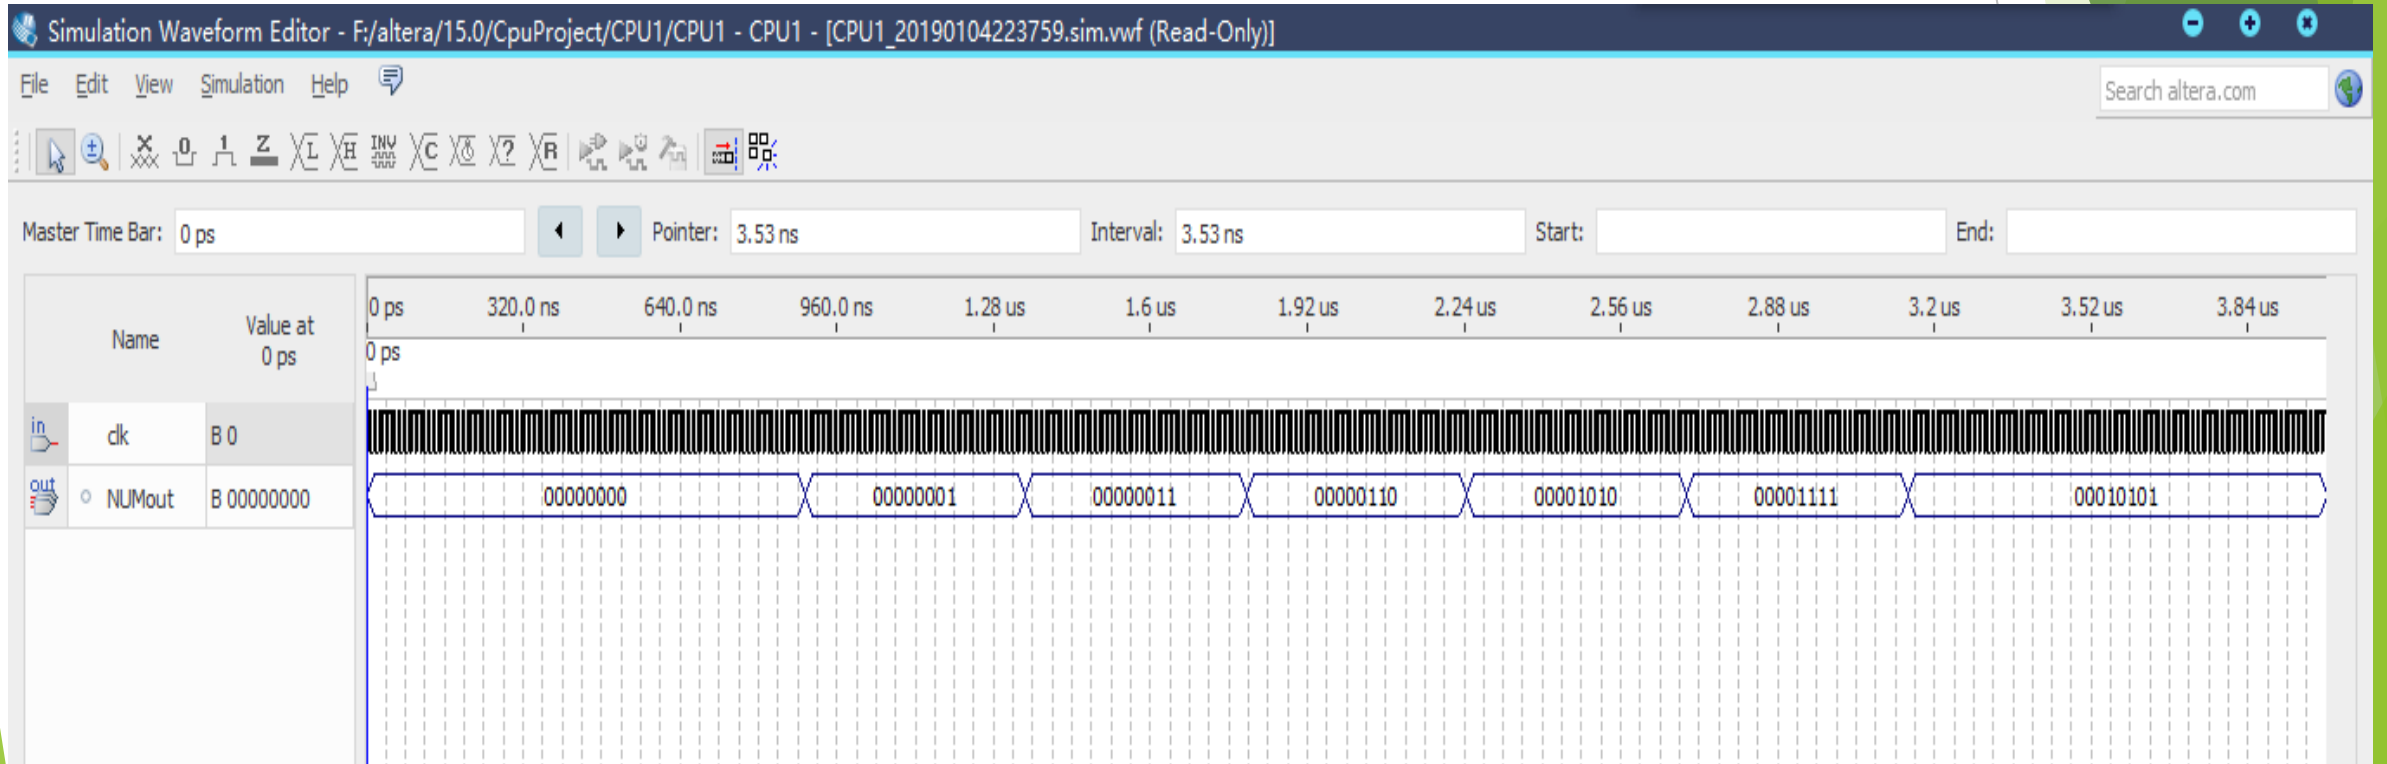 Simulation Waveform Editor - F:/altera/15.0/CpuProject/CPU1/CPU1 - CPU1 - [CPU1_20190104223759.sim.vwf (Read-Only)]
File Edit View Simulation Help
Search altera.com
X 0 1 Z L H INV C ? R
Master Time Bar: 0 ps Pointer: 3.53 ns Interval: 3.53 ns Start: End:
Name Value at 0 ps
0 ps 320.0 ns 640.0 ns 960.0 ns 1.28 us 1.6 us 1.92 us 2.24 us 2.56 us 2.88 us 3.2 us 3.52 us 3.84 us
0 ps
in clk B 0
out NUMout B 00000000 00000000 00000001 00000011 00000110 00001010 00001111 00010101